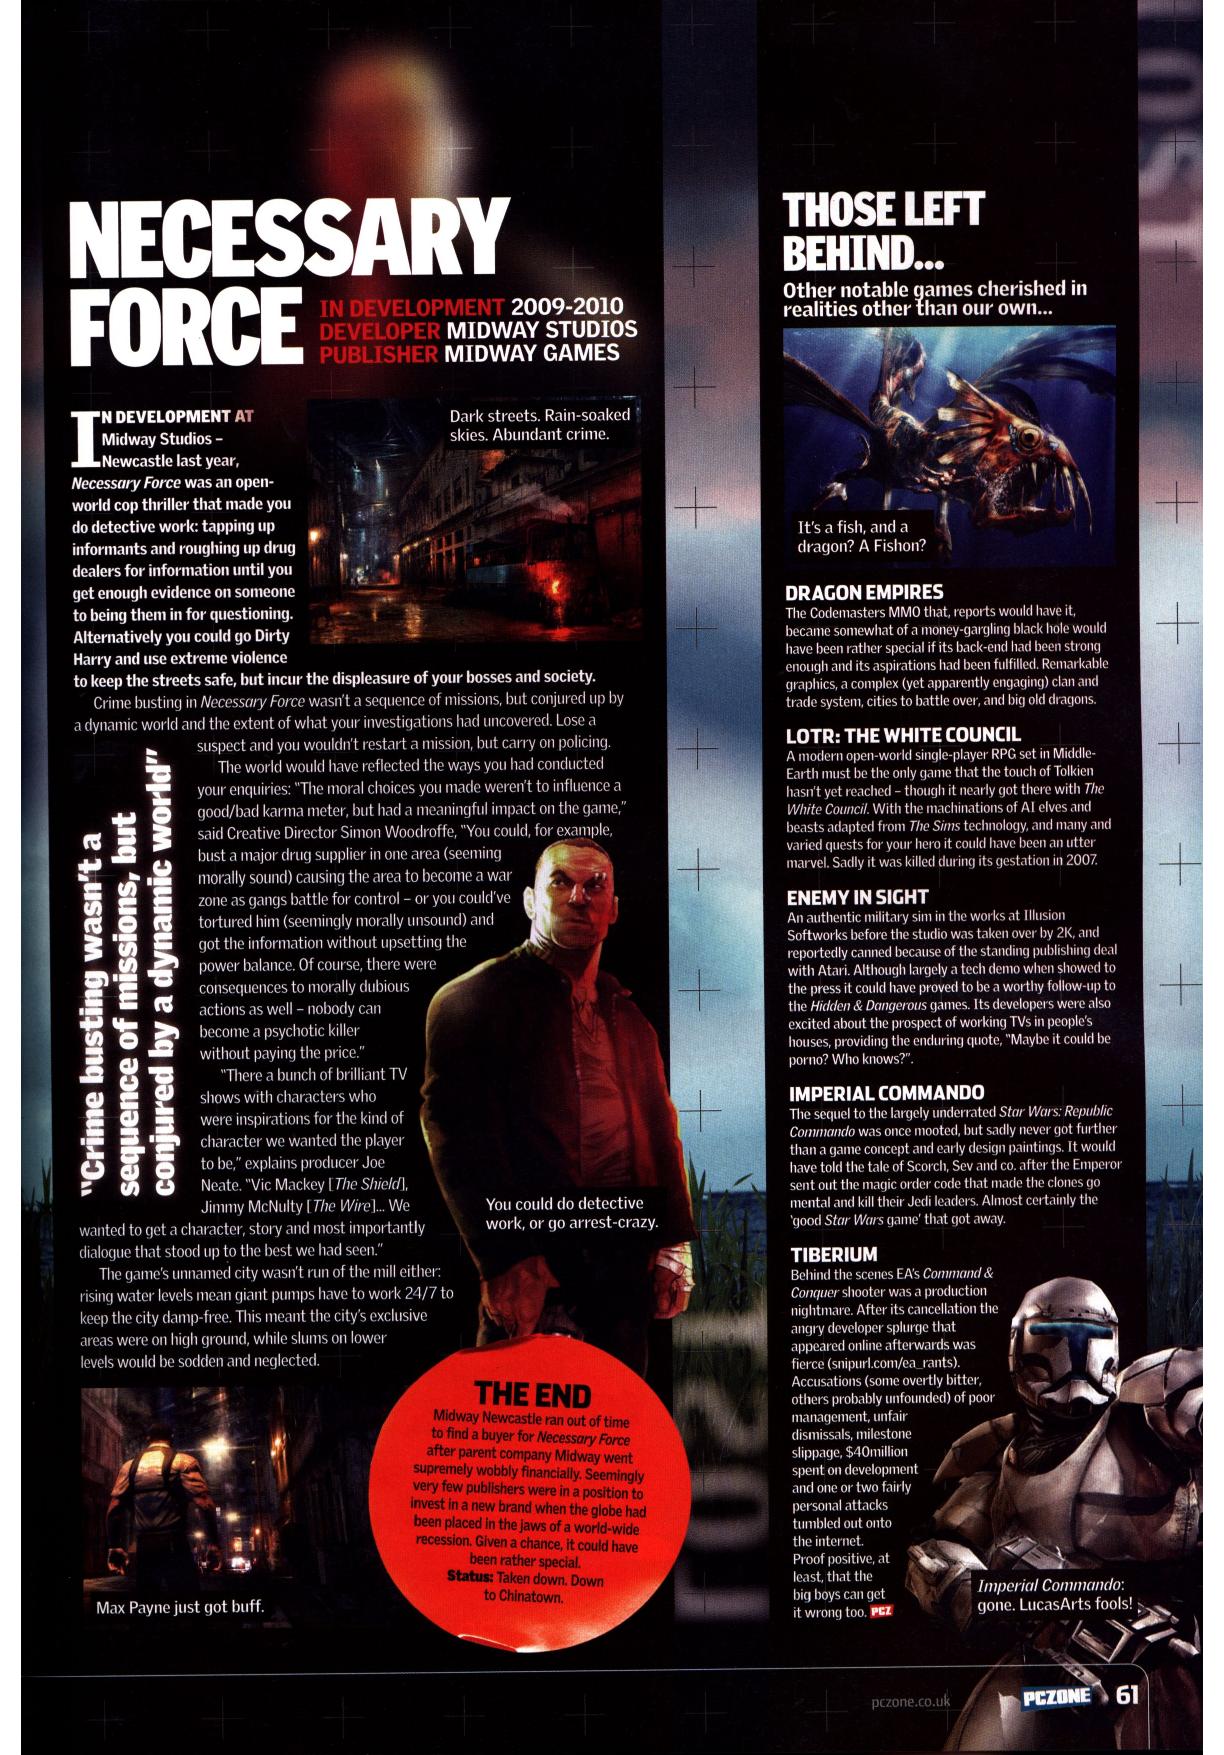 NECESSARY
FORCE
IN DEVELOPMENT 2009-2010
DEVELOPER MIDWAY STUDIOS
PUBLISHER MIDWAY GAMES
IN DEVELOPMENT AT
Midway Studios –
Newcastle last year,
Necessary Force was an open-
world cop thriller that made you
do detective work: tapping up
informants and roughing up drug
dealers for information until you
get enough evidence on someone
to being them in for questioning.
Alternatively you could go Dirty
Harry and use extreme violence
to keep the streets safe, but incur the displeasure of your bosses and society.
Crime busting in Necessary Force wasn't a sequence of missions, but conjured up by
a dynamic world and the extent of what your investigations had uncovered. Lose a
suspect and you wouldn't restart a mission, but carry on policing.
The world would have reflected the ways you had conducted
your enquiries: "The moral choices you made weren't to influence a
good/bad karma meter, but had a meaningful impact on the game,"
said Creative Director Simon Woodroffe, "You could, for example,
bust a major drug supplier in one area (seeming
morally sound) causing the area to become a war
zone as gangs battle for control – or you could've
tortured him (seemingly morally unsound) and
got the information without upsetting the
power balance. Of course, there were
consequences to morally dubious
actions as well – nobody can
become a psychotic killer
without paying the price."
"There a bunch of brilliant TV
shows with characters who
were inspirations for the kind of
character we wanted the player
to be," explains producer Joe
Neate. "Vic Mackey [The Shield],
Jimmy McNulty [The Wire]... We
wanted to get a character, story and most importantly
dialogue that stood up to the best we had seen."
The game's unnamed city wasn't run of the mill either:
rising water levels mean giant pumps have to work 24/7 to
keep the city damp-free. This meant the city's exclusive
areas were on high ground, while slums on lower
levels would be sodden and neglected.
"Crime busting wasn't a
sequence of missions, but
conjured by a dynamic world"
Dark streets. Rain-soaked
skies. Abundant crime.
You could do detective
work, or go arrest-crazy.
Max Payne just got buff.
THE END
Midway Newcastle ran out of time
to find a buyer for Necessary Force
after parent company Midway went
supremely wobbly financially. Seemingly
very few publishers were in a position to
invest in a new brand when the globe had
been placed in the jaws of a world-wide
recession. Given a chance, it could have
been rather special.
Status: Taken down. Down
to Chinatown.
THOSE LEFT
BEHIND...
Other notable games cherished in
realities other than our own...
It's a fish, and a
dragon? A Fishon?
DRAGON EMPIRES
The Codemasters MMO that, reports would have it,
became somewhat of a money-gargling black hole would
have been rather special if its back-end had been strong
enough and its aspirations had been fulfilled. Remarkable
graphics, a complex (yet apparently engaging) clan and
trade system, cities to battle over, and big old dragons.
LOTR: THE WHITE COUNCIL
A modern open-world single-player RPG set in Middle-
Earth must be the only game that the touch of Tolkien
hasn't yet reached – though it nearly got there with The
White Council. With the machinations of AI elves and
beasts adapted from The Sims technology, and many and
varied quests for your hero it could have been an utter
marvel. Sadly it was killed during its gestation in 2007.
ENEMY IN SIGHT
An authentic military sim in the works at Illusion
Softworks before the studio was taken over by 2K, and
reportedly canned because of the standing publishing deal
with Atari. Although largely a tech demo when showed to
the press it could have proved to be a worthy follow-up to
the Hidden & Dangerous games. Its developers were also
excited about the prospect of working TVs in people's
houses, providing the enduring quote, "Maybe it could be
porno? Who knows?".
IMPERIAL COMMANDO
The sequel to the largely underrated Star Wars: Republic
Commando was once mooted, but sadly never got further
than a game concept and early design paintings. It would
have told the tale of Scorch, Sev and co. after the Emperor
sent out the magic order code that made the clones go
mental and kill their Jedi leaders. Almost certainly the
'good Star Wars game' that got away.
TIBERIUM
Behind the scenes EA's Command &
Conquer shooter was a production
nightmare. After its cancellation the
angry developer splurge that
appeared online afterwards was
fierce (snipurl.com/ea_rants).
Accusations (some overtly bitter,
others probably unfounded) of poor
management, unfair
dismissals, milestone
slippage, $40million
spent on development
and one or two fairly
personal attacks
tumbled out onto
the internet.
Proof positive, at
least, that the
big boys can get
it wrong too. PCZ
Imperial Commando:
gone. LucasArts fools!
pczone.co.uk PCZONE 61